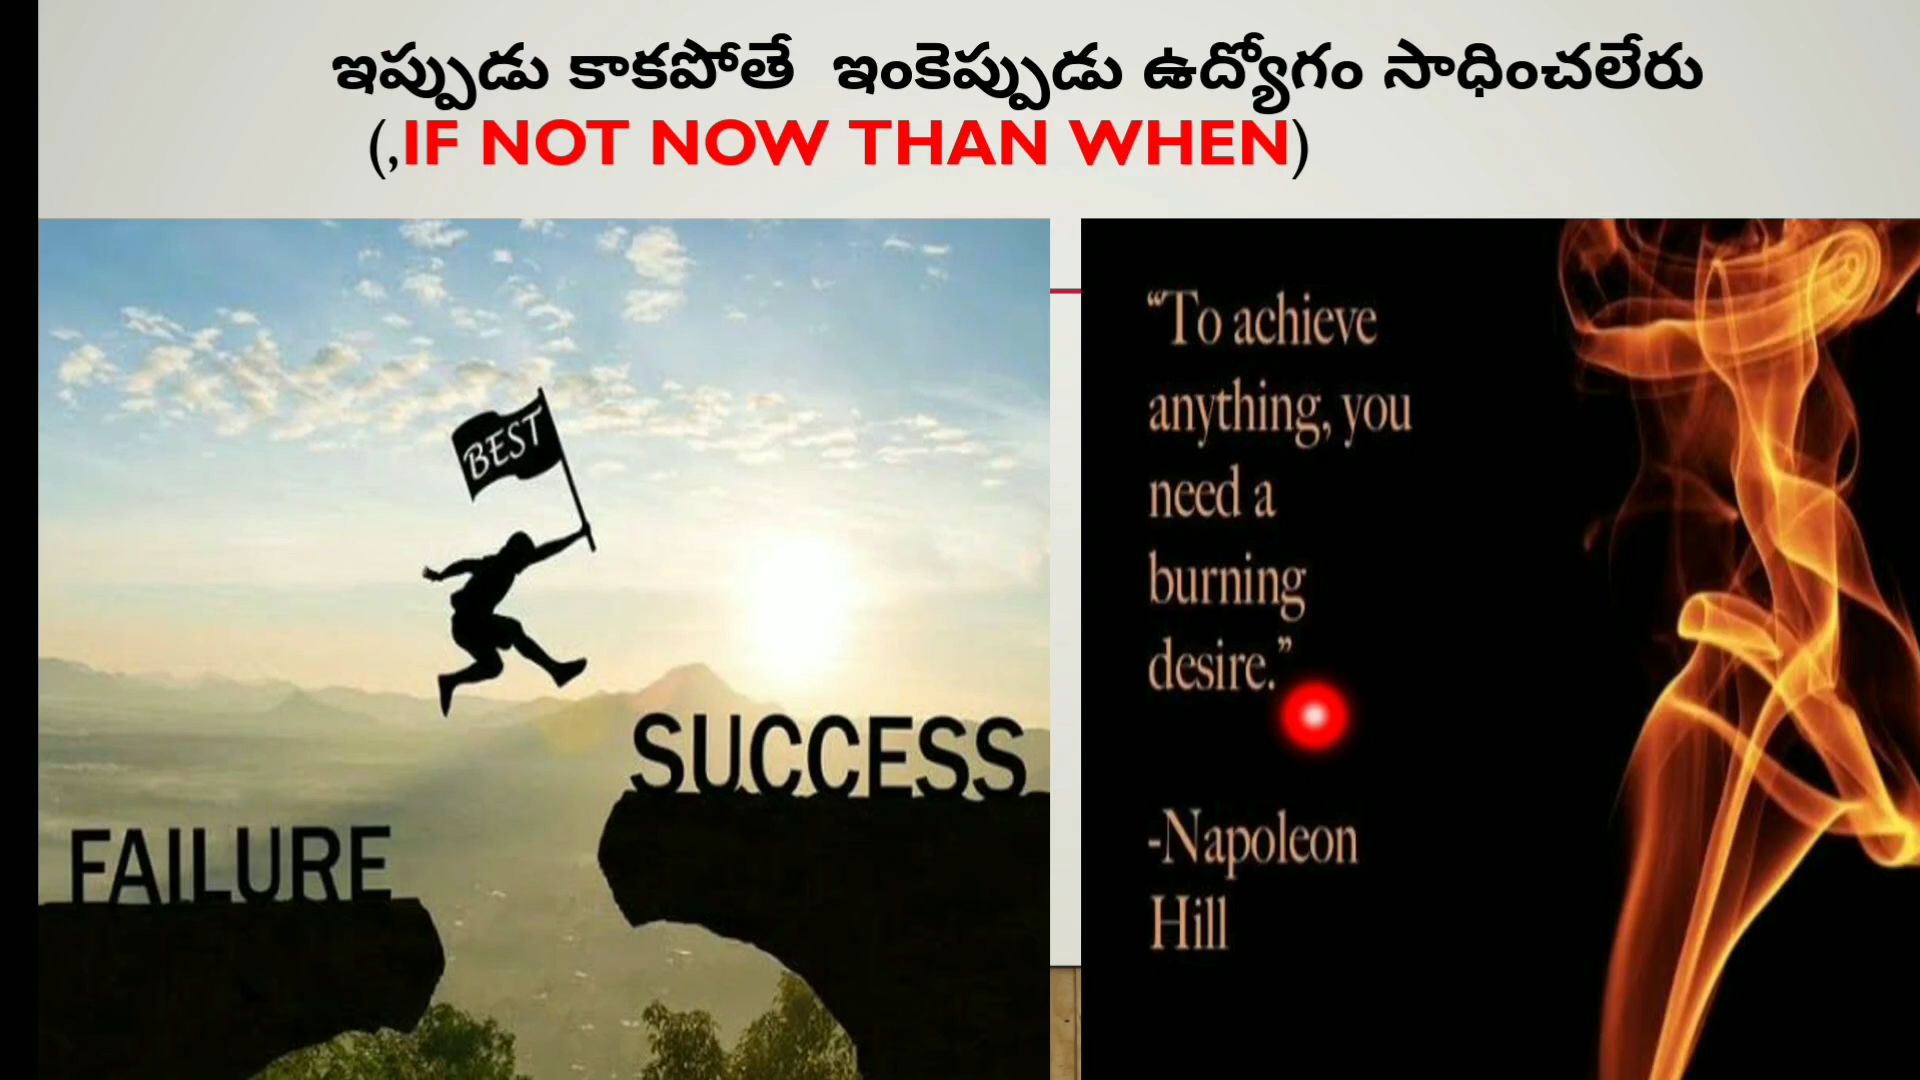 ఇప్పుడు కాకపోతే ఇంకెప్పుడు ఉద్యోగం సాధించలేరు
(,IF NOT NOW THAN WHEN)
BEST
SUCCESS
FAILURE
“To achieve
anything, you
need a
burning
desire.”
-Napoleon
Hill